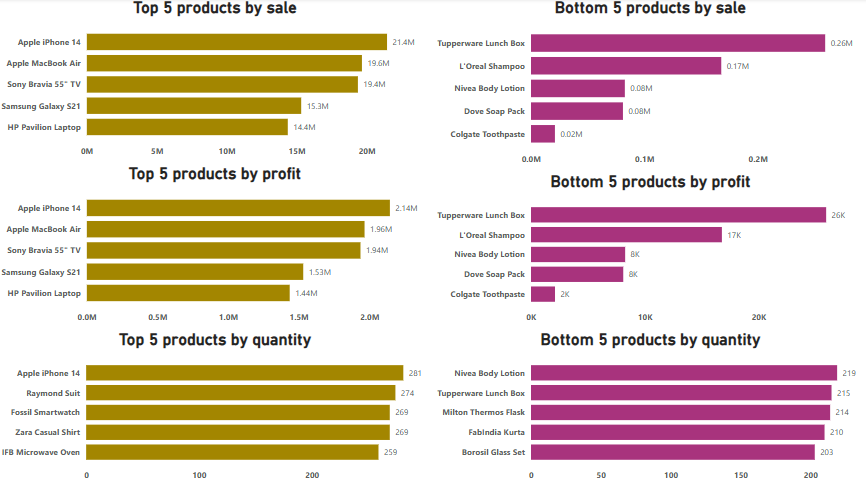 Top 5 products by sale
Apple iPhone 14 21.4M
Apple MacBook Air 19.6M
Sony Bravia 55" TV 19.4M
Samsung Galaxy S21 15.3M
HP Pavilion Laptop 14.4M
0M 5M 10M 15M 20M
Bottom 5 products by sale
Tupperware Lunch Box 0.26M
L'Oreal Shampoo 0.17M
Nivea Body Lotion 0.08M
Dove Soap Pack 0.08M
Colgate Toothpaste 0.02M
0.0M 0.1M 0.2M
Top 5 products by profit
Apple iPhone 14 2.14M
Apple MacBook Air 1.96M
Sony Bravia 55" TV 1.94M
Samsung Galaxy S21 1.53M
HP Pavilion Laptop 1.44M
0.0M 0.5M 1.0M 1.5M 2.0M
Bottom 5 products by profit
Tupperware Lunch Box 26K
L'Oreal Shampoo 17K
Nivea Body Lotion 8K
Dove Soap Pack 8K
Colgate Toothpaste 2K
0K 10K 20K
Top 5 products by quantity
Apple iPhone 14 281
Raymond Suit 274
Fossil Smartwatch 269
Zara Casual Shirt 269
IFB Microwave Oven 259
0 100 200
Bottom 5 products by quantity
Nivea Body Lotion 219
Tupperware Lunch Box 215
Milton Thermos Flask 214
FabIndia Kurta 210
Borosil Glass Set 203
0 50 100 150 200